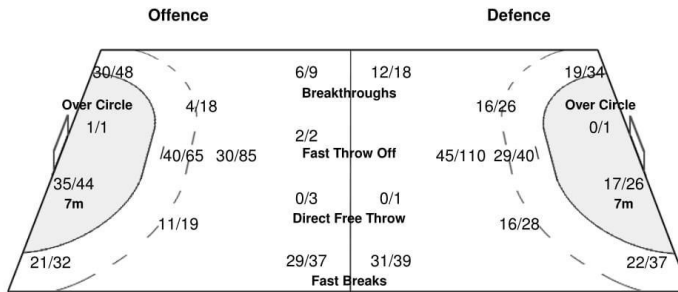 Offence Defence
30/48 6/9 12/18 19/34
Breakthroughs
Over Circle 4/18 16/26 Over Circle
1/1 2/2 0/1
Fast Throw Off
40/65 30/85 45/110 29/40
35/44 17/26
7m 0/3 0/1 7m
Direct Free Throw
11/19 16/28
21/32 29/37 31/39 22/37
Fast Breaks